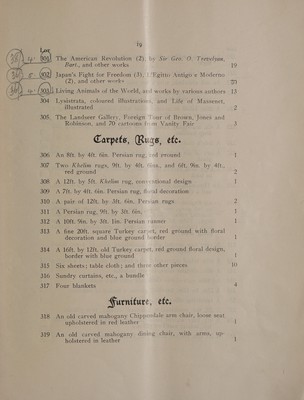 19
Lot
301 The American Revolution (2), by Sir Geo. O. Trevelyan,
Bart., and other works 19
302 Japan's Fight for Freedom (3), L'Egitto Antigo e Moderno
(2), and other works 23
303 Living Animals of the World, and works by various authors 13
304 Lysistrata, coloured illustrations, and Life of Massenet,
illustrated 2
305 The Landseer Gallery, Foreign Tour of Brown, Jones and
Robinson, and 70 cartoons from Vanity Fair 3
Carpets, Rugs, etc.
306 An 8ft. by 4ft. 6in. Persian rug, red ground 1
307 Two Khelim rugs, 9ft. by 4ft. 6in., and 6ft. 9in. by 4ft.,
red ground 2
308 A 12ft. by 5ft. Khelim rug, conventional design 1
309 A 7ft. by 4ft. 6in. Persian rug, floral decoration 1
310 A pair of 12ft. by 3ft. 6in. Persian rugs 2
311 A Persian rug, 9ft. by 3ft. 6in. 1
312 A 10ft. 9in. by 3ft. 1in. Persian runner 1
313 A fine 20ft. square Turkey carpet, red ground with floral
decoration and blue ground border 1
314 A 16ft. by 12ft. old Turkey carpet, red ground floral design,
border with blue ground 1
315 Six sheets; table cloth; and three other pieces 10
316 Sundry curtains, etc., a bundle
317 Four blankets 4
Furniture, etc.
318 An old carved mahogany Chippendale arm chair, loose seat
upholstered in red leather 1
319 An old carved mahogany dining chair, with arms, up-
holstered in leather 1